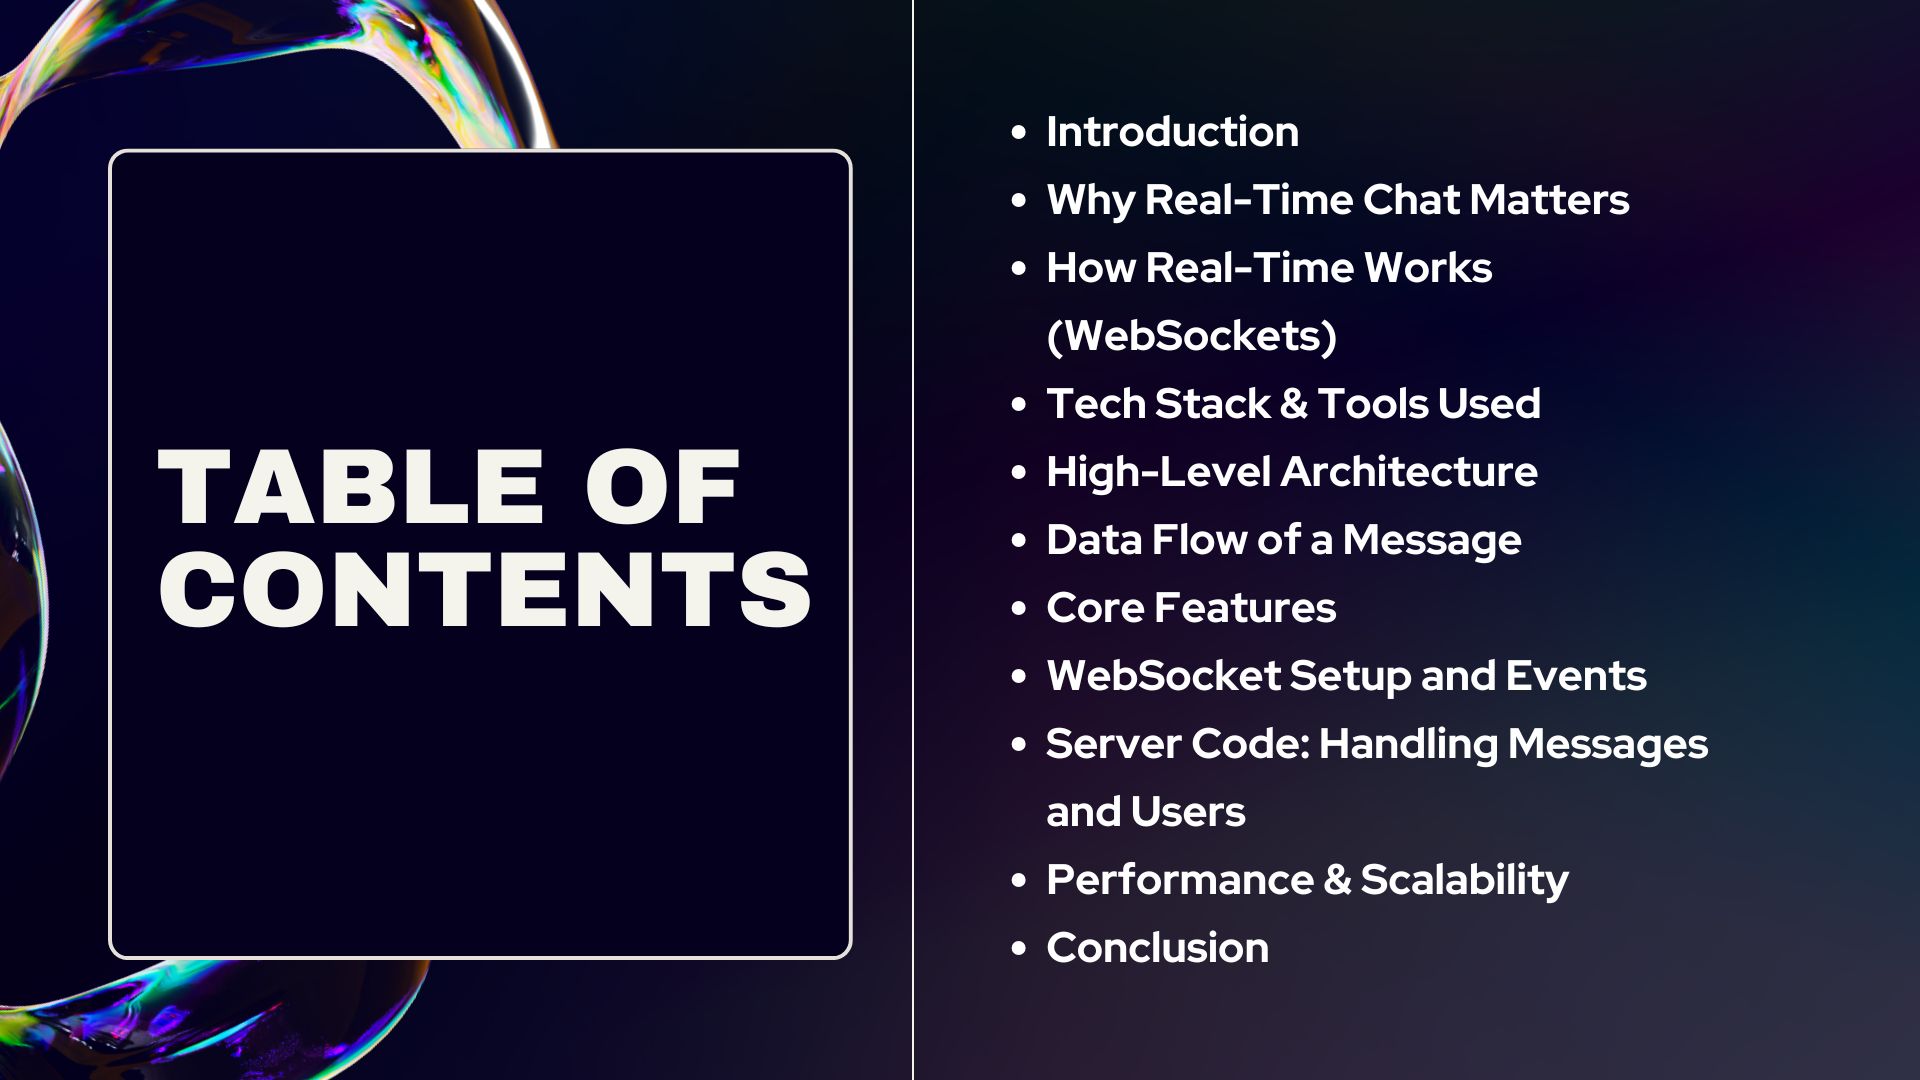 TABLE OF
CONTENTS
• Introduction
• Why Real-Time Chat Matters
• How Real-Time Works
(WebSockets)
• Tech Stack & Tools Used
• High-Level Architecture
• Data Flow of a Message
• Core Features
• WebSocket Setup and Events
• Server Code: Handling Messages
and Users
• Performance & Scalability
• Conclusion